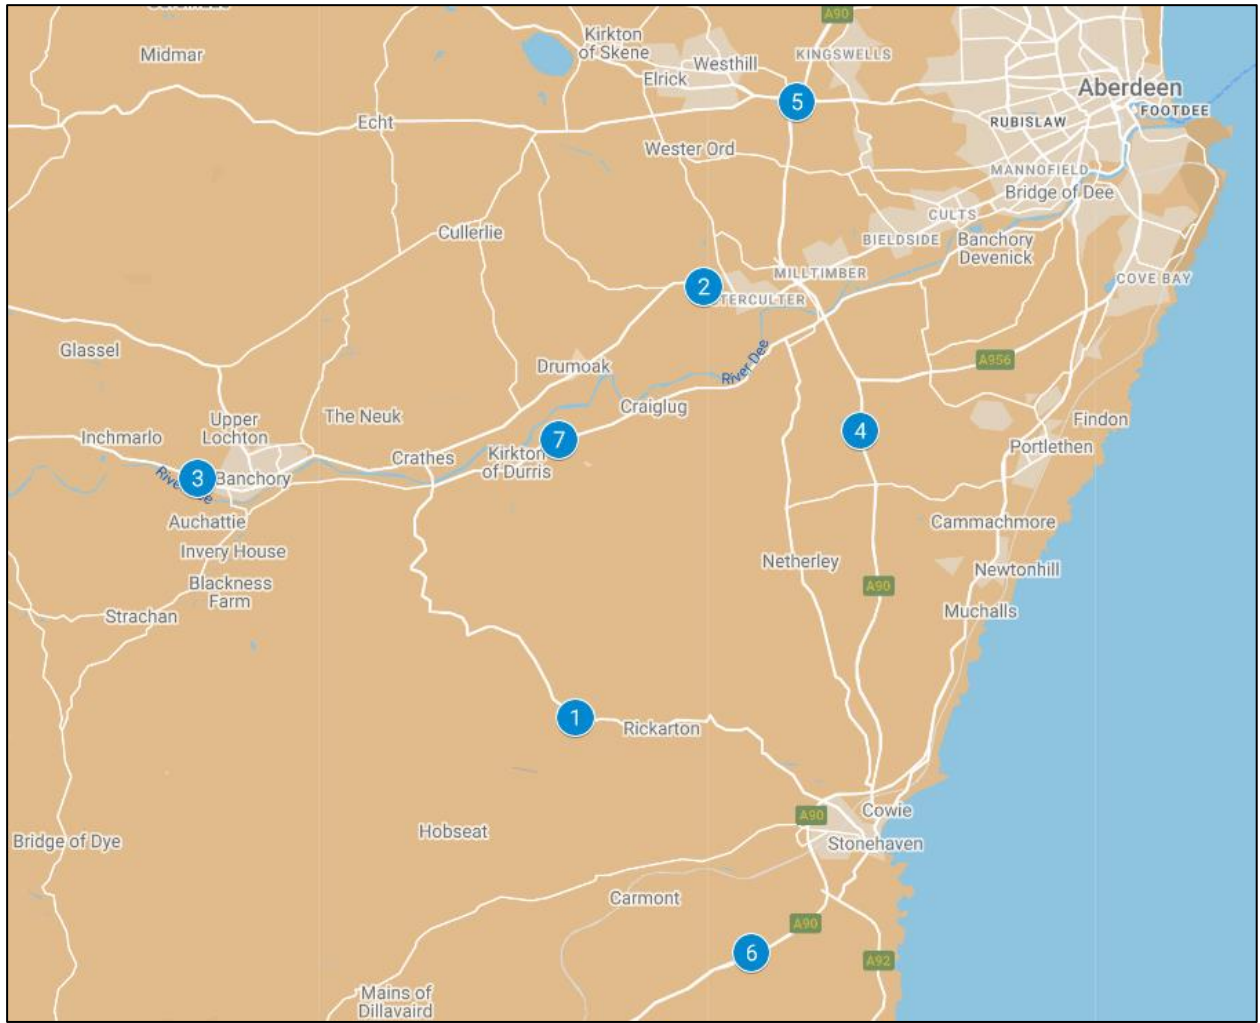 A90
Kirkton
of Skene
Midmar
KINGSWELLS
Westhill
Elrick
Aberdeen
5
FOOTDEE
Echt
RUBISLAW
Wester Ord
MANNOFIELD
Bridge of Dee
CULTS
Cullerlie
BIELDSIDE
Banchory
Devenick
MILLTIMBER
COVE BAY
2
TERCULTER
Glassel
Drumoak
River Dee
A956
Craiglug
Upper
Lochton
The Neuk
Findon
Inchmarlo
7
4
Portlethen
Crathes
Kirkton
of Durris
3
Banchory
Auchattie
Cammachmore
Invery House
Netherley
Newtonhill
Blackness
Farm
A90
Strachan
Muchalls
1
Rickarton
A90
Cowie
Hobseat
Bridge of Dye
Stonehaven
Carmont
A90
6
A92
Mains of
Dillavaird